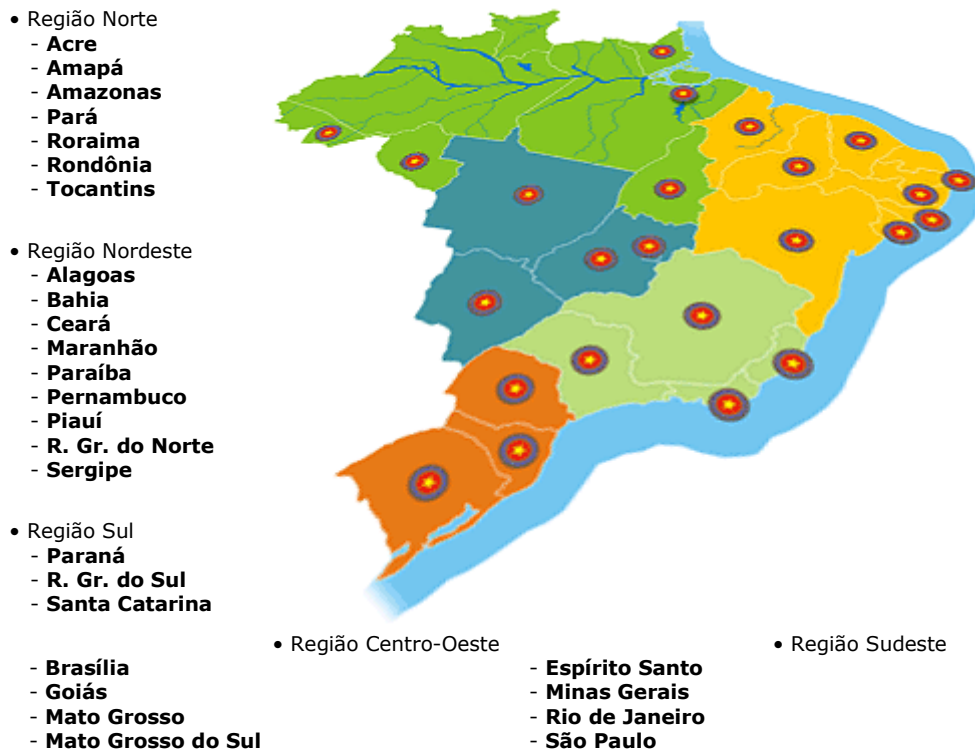 • Região Norte
- Acre
- Amapá
- Amazonas
- Pará
- Roraima
- Rondônia
- Tocantins
• Região Nordeste
- Alagoas
- Bahia
- Ceará
- Maranhão
- Paraíba
- Pernambuco
- Piauí
- R. Gr. do Norte
- Sergipe
• Região Sul
- Paraná
- R. Gr. do Sul
- Santa Catarina
• Região Centro-Oeste
- Brasília
- Goiás
- Mato Grosso
- Mato Grosso do Sul
• Região Sudeste
- Espírito Santo
- Minas Gerais
- Rio de Janeiro
- São Paulo